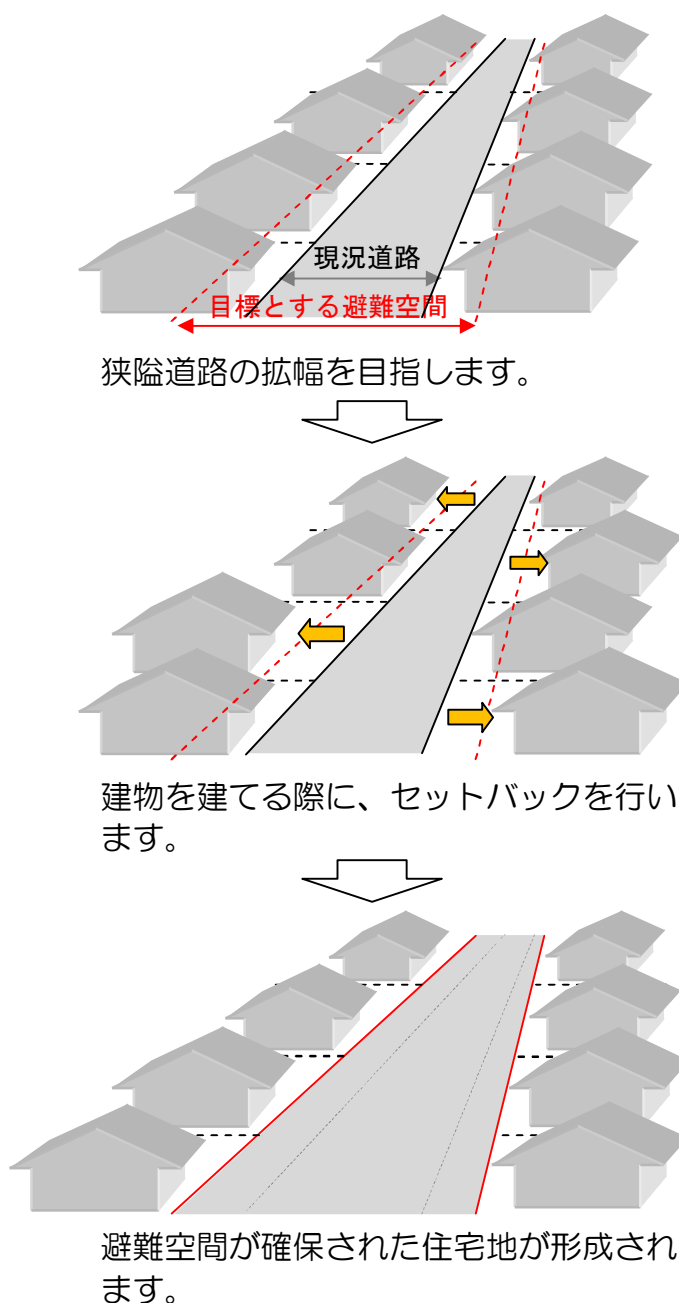 現況道路
目標とする避難空間
狭隘道路の拡幅を目指します。
建物を建てる際に、セットバックを行い
ます。
避難空間が確保された住宅地が形成され
ます。